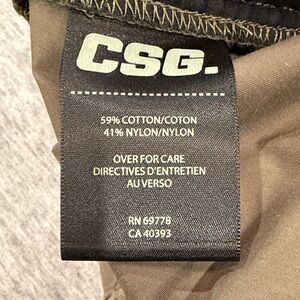 CSG.
59% COTTON/COTON
41% NYLON/NYLON
OVER FOR CARE
DIRECTIVES D'ENTRETIEN
AU VERSO
RN 69778
CA 40393